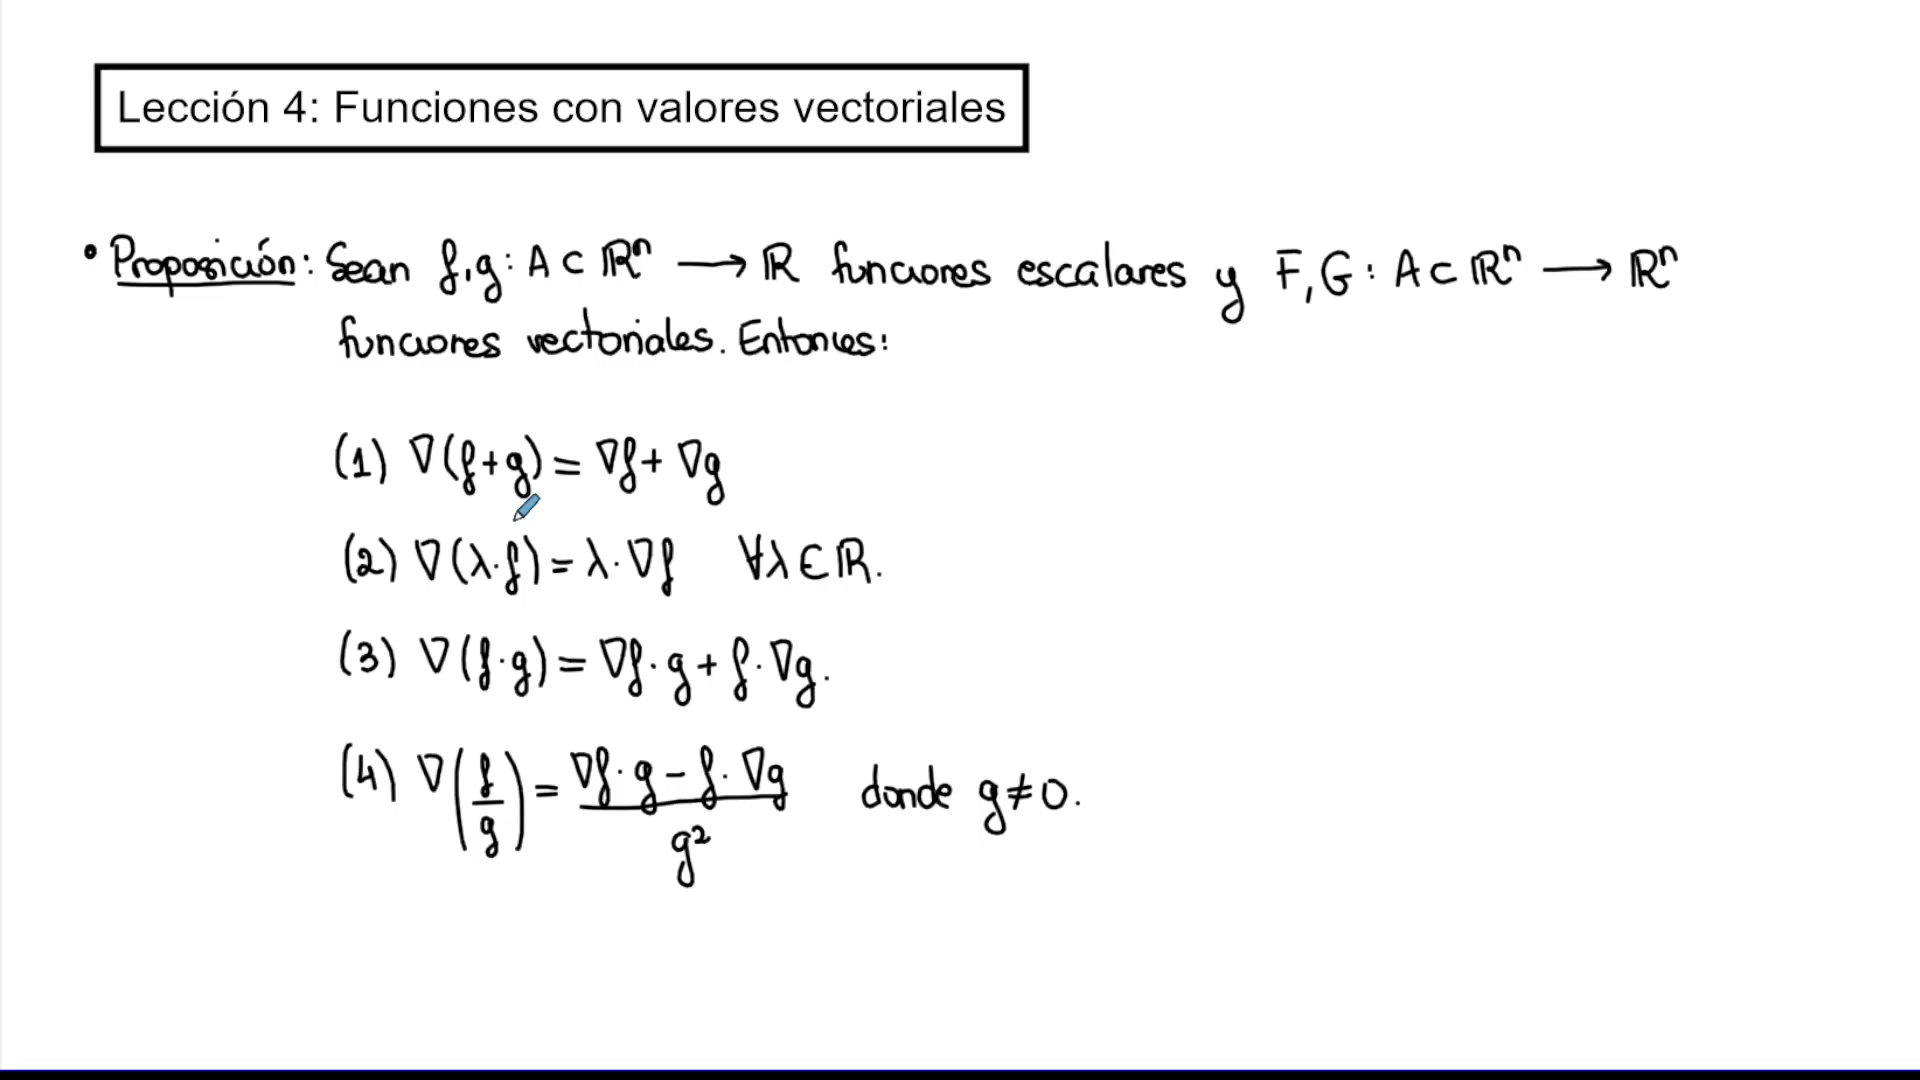 Lección 4: Funciones con valores vectoriales
• Proposición: Sean f,g: A ⊂ ℝⁿ ⟶ ℝ funciones escalares y F,G: A ⊂ ℝⁿ ⟶ ℝⁿ
funciones vectoriales. Entonces:
(1) ∇(f+g) = ∇f + ∇g
(2) ∇(λ·f) = λ·∇f ∀λ∈ℝ.
(3) ∇(f·g) = ∇f·g + f·∇g.
(4) ∇(f/g) = (∇f·g − f·∇g)/g² donde g≠0.